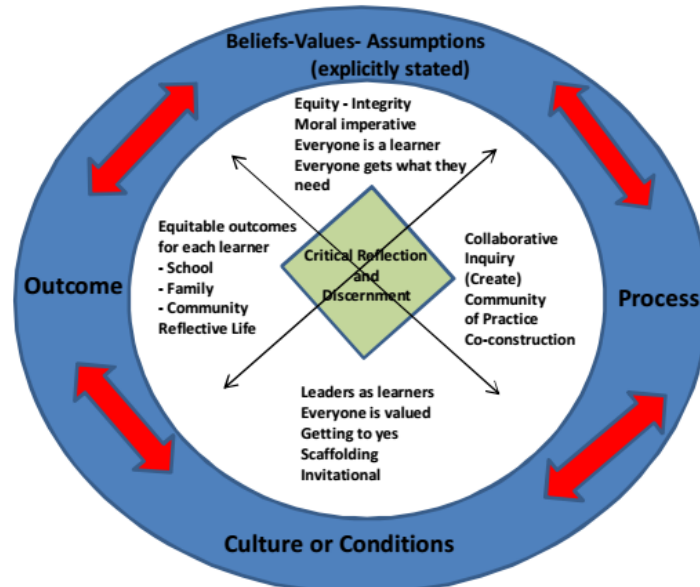 Beliefs-Values- Assumptions
(explicitly stated)
Equity - Integrity
Moral imperative
Everyone is a learner
Everyone gets what they
need
Equitable outcomes
for each learner
- School
- Family
- Community
Reflective Life
Outcome
Critical Reflection
and
Discernment
Collaborative
Inquiry
(Create)
Community
of Practice
Co-construction
Process
Leaders as learners
Everyone is valued
Getting to yes
Scaffolding
Invitational
Culture or Conditions